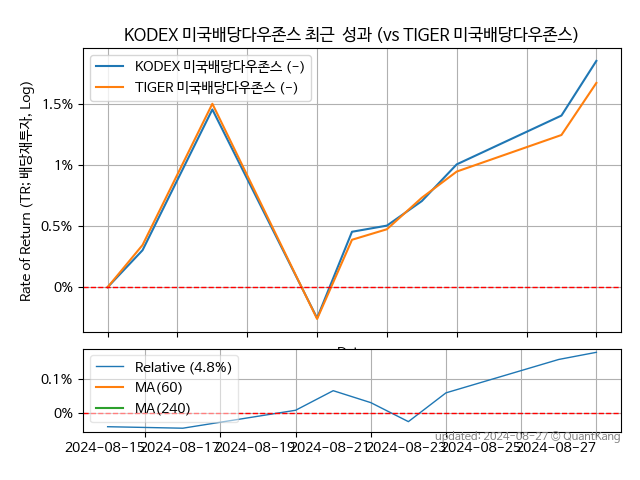 KODEX 미국배당다우존스 최근 성과 (vs TIGER 미국배당다우존스)
KODEX 미국배당다우존스 (-)
TIGER 미국배당다우존스 (-)
Rate of Return (TR: 배당재투자, Log)
1.5%
1%
0.5%
0%
Relative (4.8%)
MA(60)
MA(240)
0.1%
0%
updated: 2024-08-27 © QuantKang
2024-08-15 2024-08-17 2024-08-19 2024-08-21 2024-08-23 2024-08-25 2024-08-27